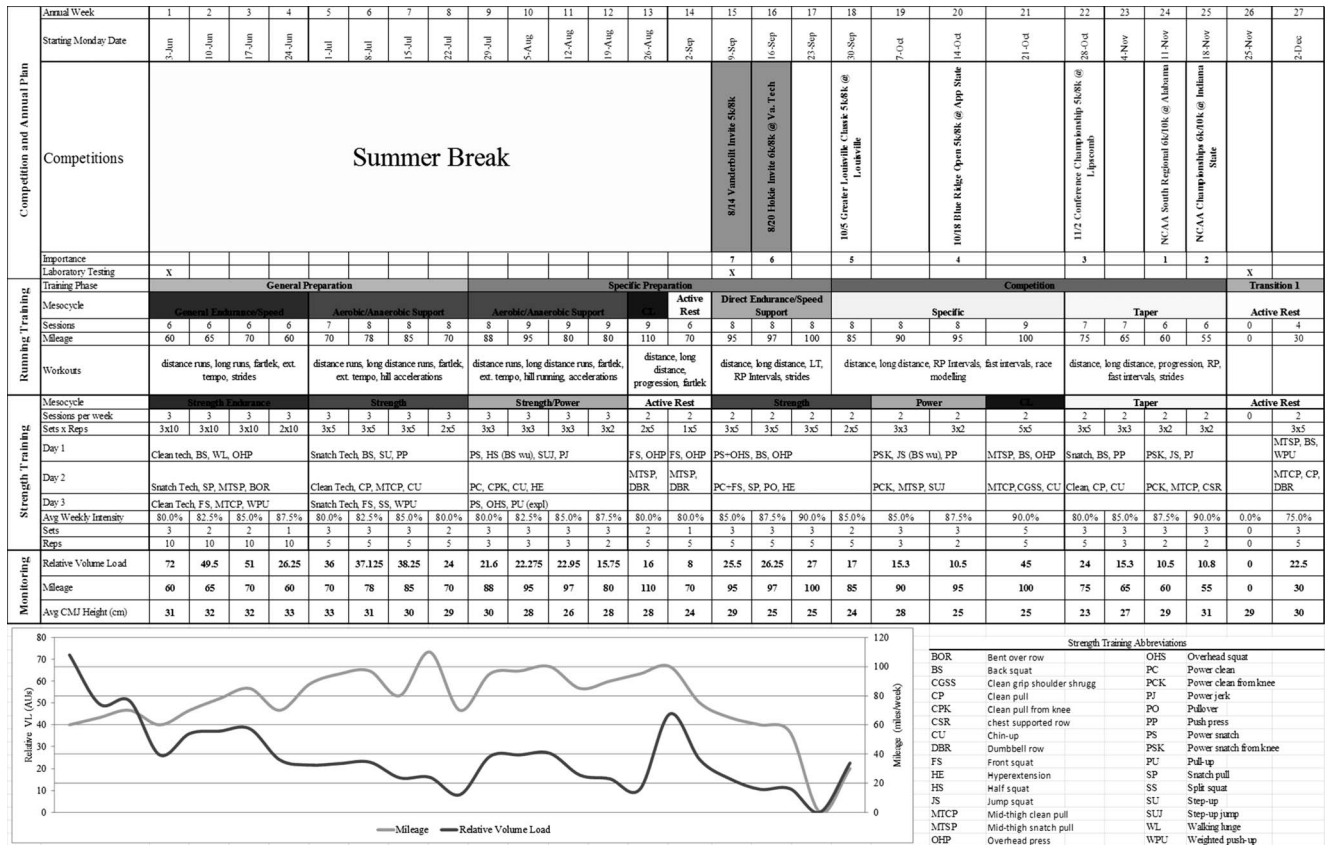 Competition and Annual Plan
Annual Week 1 2 3 4 5 6 7 8 9 10 11 12 13 14 15 16 17 18 19 20 21 22 23 24 25 26 27
Starting Monday Date 3-Jun 10-Jun 17-Jun 24-Jun 1-Jul 8-Jul 15-Jul 22-Jul 29-Jul 5-Aug 12-Aug 19-Aug 26-Aug 2-Sep 9-Sep 16-Sep 23-Sep 30-Sep 7-Oct 14-Oct 21-Oct 28-Oct 4-Nov 11-Nov 18-Nov 25-Nov 2-Dec
Competitions
Summer Break
8/14 Vanderbilt Invite 5k/8k
8/20 Hokie Invite 6k/8k @ Va. Tech
10/5 Greater Louisville Classic 5k/8k @
Louisville
10/18 Blue Ridge Open 5k/8k @ App State
11/2 Conference Championship 5k/8k @
Lipscomb
NCAA South Regional 6k/10k @ Alabama
NCAA Championships 6k/10k @ Indiana
State
Importance 7 6 5 4 3 1 2
Laboratory Testing X X X
Running Training
Training Phase General Preparation Specific Preparation Competition Transition 1
Mesocycle General Endurance/Speed Aerobic/Anaerobic Support Aerobic/Anaerobic Support CL Active Rest Direct Endurance/Speed Support Specific Taper Active Rest
Sessions 6 6 6 6 7 8 8 8 8 9 9 9 9 6 8 8 8 8 8 8 9 7 7 6 6 0 4
Mileage 60 65 70 60 70 78 85 70 88 95 80 80 110 70 95 97 100 85 90 95 100 75 65 60 55 0 30
Workouts
distance runs, long runs, fartlek, ext.
tempo, strides
distance runs, long distance runs, fartlek,
ext. tempo, hill accelerations
distance runs, long distance runs, fartlek,
ext. tempo, hill running, accelerations
distance, long
distance,
progression, fartlek
distance, long distance, LT,
RP Intervals, strides
distance, long distance, RP Intervals, fast intervals, race
modelling
distance, long distance, progression, RP,
fast intervals, strides
Strength Training
Mesocycle Strength Endurance Strength Strength/Power Active Rest Strength Power CL Taper Active Rest
Sessions per week 3 3 3 3 3 3 3 3 3 3 3 3 2 2 2 2 2 2 2 2 2 2 2 2 2 0 2
Sets x Reps 3x10 3x10 3x10 2x10 3x5 3x5 3x5 2x5 3x3 3x3 3x3 3x2 2x5 1x5 3x5 3x5 3x5 2x5 3x3 3x2 5x5 3x5 3x3 3x2 3x2 3x5
Day 1 Clean tech, BS, WL, OHP Snatch Tech, BS, SU, PP PS, HS (BS wu), SUJ, PJ FS, OHP FS, OHP PS+OHS, BS, OHP PSK, JS (BS wu), PP MTSP, BS, OHP Snatch, BS, PP PSK, JS, PJ MTSP, BS, WPU
Day 2 Snatch Tech, SP, MTSP, BOR Clean Tech, CP, MTCP, CU PC, CPK, CU, HE MTSP, DBR MTSP, DBR PC+FS, SP, PO, HE PCK, MTSP, SUJ MTCP,CGSS, CU Clean, CP, CU PCK, MTCP, CSR MTCP, CP, DBR
Day 3 Clean Tech, FS, MTCP, WPU Snatch Tech, FS, SS, WPU PS, OHS, PU (expl)
Avg Weekly Intensity 80.0% 82.5% 85.0% 87.5% 80.0% 82.5% 85.0% 80.0% 80.0% 82.5% 85.0% 87.5% 80.0% 80.0% 85.0% 87.5% 90.0% 85.0% 85.0% 87.5% 90.0% 80.0% 85.0% 87.5% 90.0% 0.0% 75.0%
Sets 3 2 2 1 3 3 3 2 3 3 3 3 2 1 3 3 3 2 3 3 5 3 3 3 3 0 3
Reps 10 10 10 10 5 5 5 5 3 3 3 2 5 5 5 5 5 5 3 2 5 5 3 2 2 0 5
Monitoring
Relative Volume Load 72 49.5 51 26.25 36 37.125 38.25 24 21.6 22.275 22.95 15.75 16 8 25.5 26.25 27 17 15.3 10.5 45 24 15.3 10.5 10.8 0 22.5
Mileage 60 65 70 60 70 78 85 70 88 95 97 80 110 70 95 97 100 85 90 95 100 75 65 60 55 0 30
Avg CMJ Height (cm) 31 32 32 33 33 31 30 29 30 28 26 28 28 24 29 25 25 24 28 25 25 23 27 29 31 29 30
Relative VL (AUs)
80
70
60
50
40
30
20
10
0
120
100
80
60
40
20
0
Mileage (miles/week)
Mileage Relative Volume Load
Strength Training Abbreviations
BOR Bent over row OHS Overhead squat
BS Back squat PC Power clean
CGSS Clean grip shoulder shrugg PCK Power clean from knee
CP Clean pull PJ Power jerk
CPK Clean pull from knee PO Pullover
CSR chest supported row PP Push press
CU Chin-up PS Power snatch
DBR Dumbbell row PSK Power snatch from knee
FS Front squat PU Pull-up
HE Hyperextension SP Snatch pull
HS Half squat SS Split squat
JS Jump squat SU Step-up
MTCP Mid-thigh clean pull SUJ Step-up jump
MTSP Mid-thigh snatch pull WL Walking lunge
OHP Overhead press WPU Weighted push-up